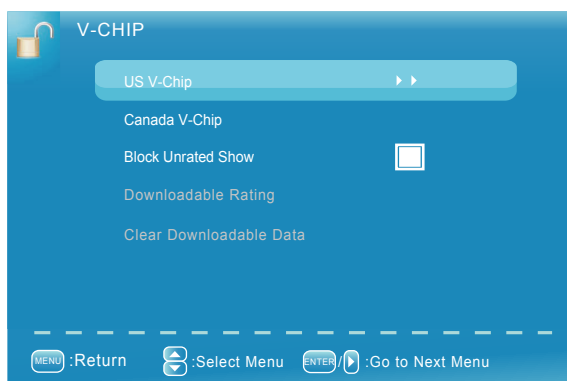 V-CHIP
US V-Chip
Canada V-Chip
Block Unrated Show
Downloadable Rating
Clear Downloadable Data
MENU :Return :Select Menu ENTER / :Go to Next Menu